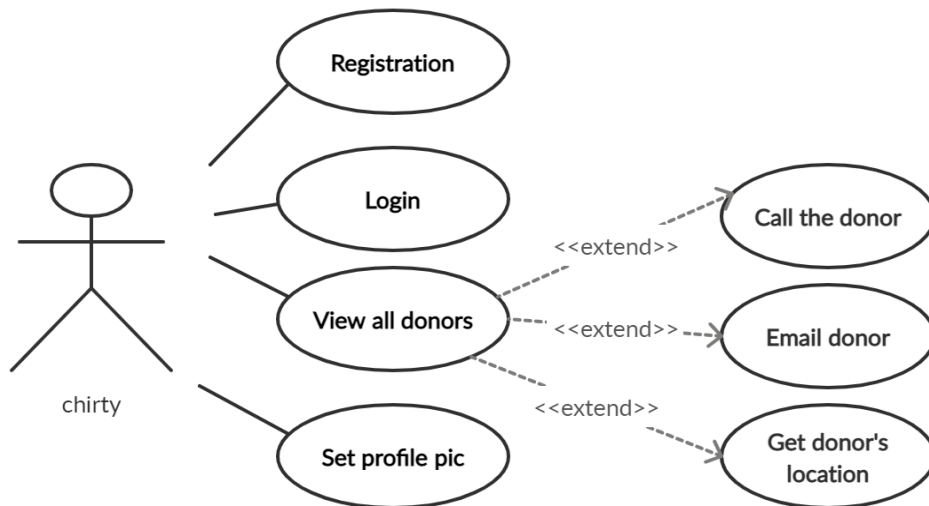 Registration
Login
Call the donor
<<extend>>
View all donors
<<extend>>
Email donor
chirty
<<extend>>
Set profile pic
Get donor's
location